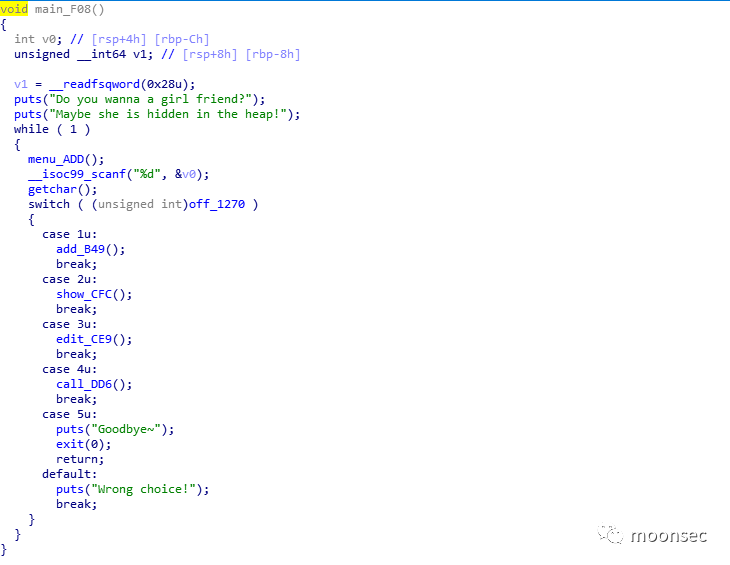 void main_F08()
{
  int v0; // [rsp+4h] [rbp-Ch]
  unsigned __int64 v1; // [rsp+8h] [rbp-8h]

  v1 = __readfsqword(0x28u);
  puts("Do you wanna a girl friend?");
  puts("Maybe she is hidden in the heap!");
  while ( 1 )
  {
    menu_ADD();
    __isoc99_scanf("%d", &v0);
    getchar();
    switch ( (unsigned int)off_1270 )
    {
      case 1u:
        add_B49();
        break;
      case 2u:
        show_CFC();
        break;
      case 3u:
        edit_CE9();
        break;
      case 4u:
        call_DD6();
        break;
      case 5u:
        puts("Goodbye~");
        exit(0);
        return;
      default:
        puts("Wrong choice!");
        break;
    }
  }
}
moonsec